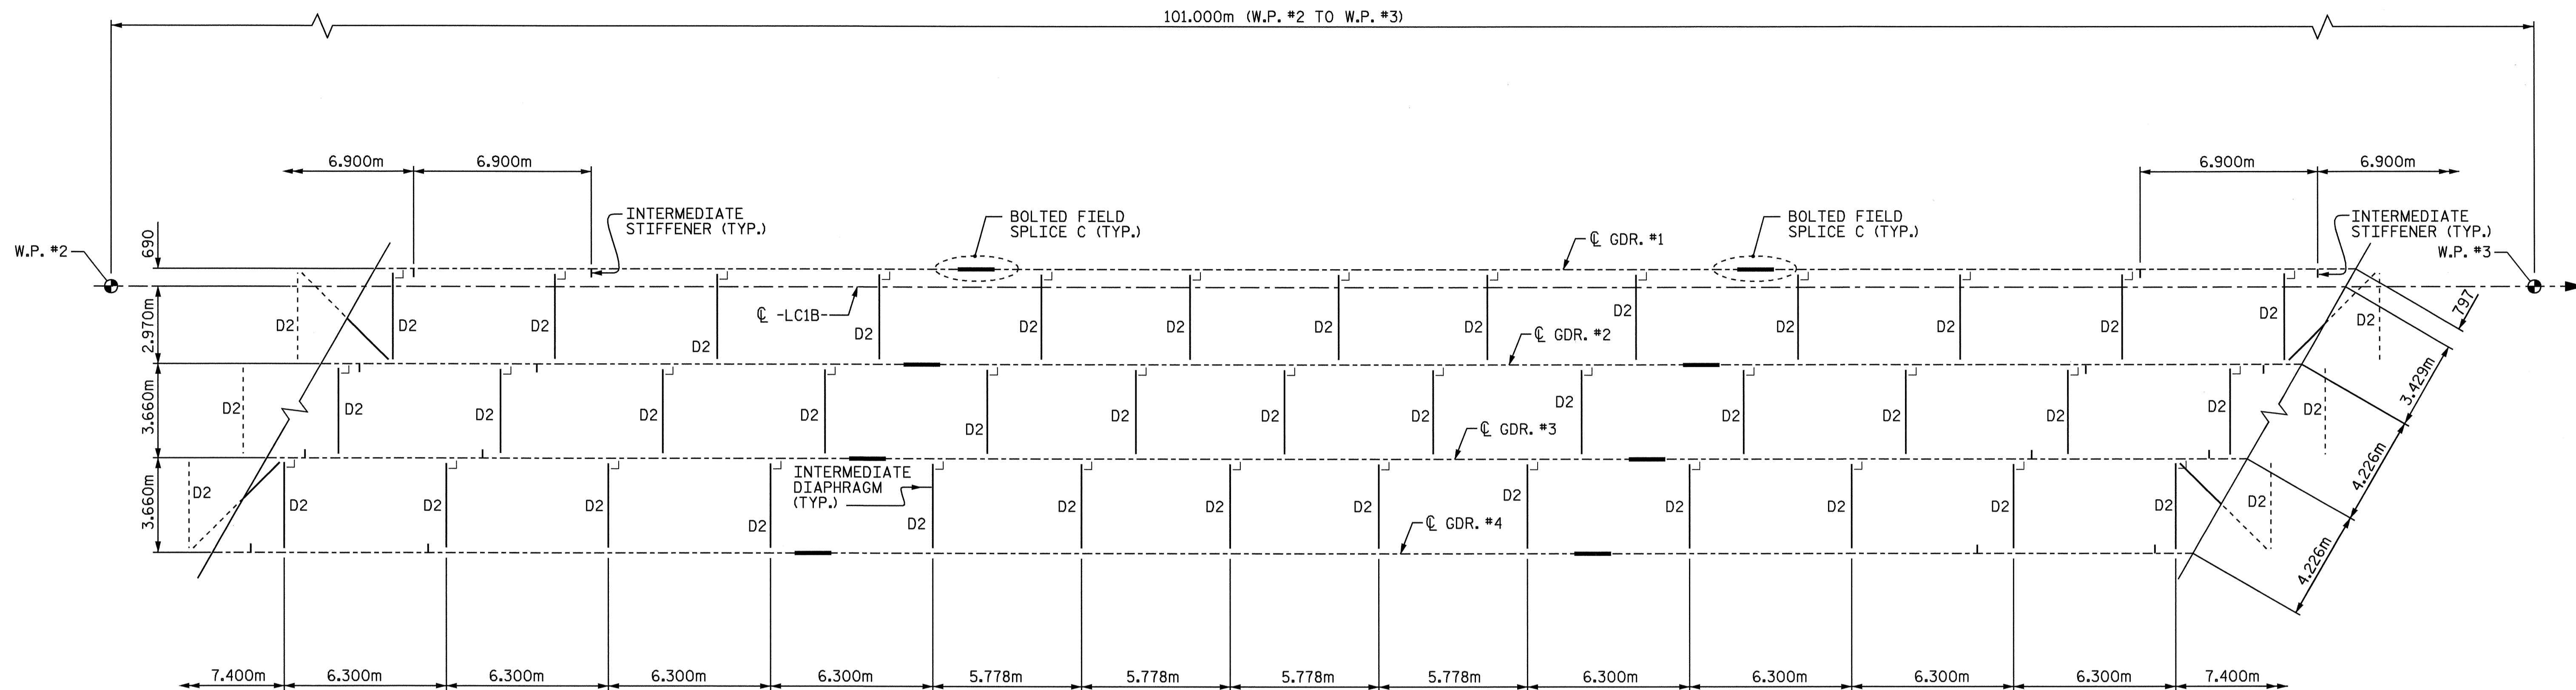 101.000m (W.P. #2 TO W.P. #3)
6.900m 6.900m 6.900m 6.900m
INTERMEDIATE
STIFFENER (TYP.)
BOLTED FIELD
SPLICE C (TYP.)
BOLTED FIELD
SPLICE C (TYP.)
INTERMEDIATE
STIFFENER (TYP.)
690
W.P. #2
℄ GDR. #1
W.P. #3
2.970m
D2 D2 D2 D2 D2 D2 D2 D2 D2 D2 D2 D2 D2 D2 D2
℄ -LC1B-
℄ GDR. #2
797
3.429m
3.660m
D2 D2 D2 D2 D2 D2 D2 D2 D2 D2 D2 D2 D2 D2 D2
℄ GDR. #3
4.226m
3.660m
D2 D2 D2 D2 D2 D2 D2 D2 D2 D2 D2 D2 D2 D2 D2
INTERMEDIATE
DIAPHRAGM
(TYP.)
℄ GDR. #4
4.226m
7.400m 6.300m 6.300m 6.300m 6.300m 5.778m 5.778m 5.778m 5.778m 6.300m 6.300m 6.300m 6.300m 7.400m